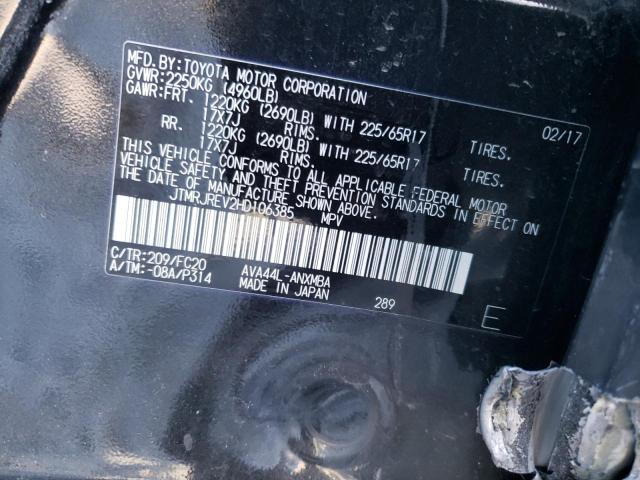 MFD. BY: TOYOTA MOTOR CORPORATION 02/17
GVWR: 2250KG (4960LB)
GAWR: FRT. 1220KG (2690LB) WITH 225/65R17 TIRES.
17X7J RIMS.
RR. 1220KG (2690LB) WITH 225/65R17 TIRES.
17X7J RIMS.
THIS VEHICLE CONFORMS TO ALL APPLICABLE FEDERAL MOTOR
VEHICLE SAFETY AND THEFT PREVENTION STANDARDS IN EFFECT ON
THE DATE OF MANUFACTURE SHOWN ABOVE.
JTMRJREV2HD106385 MPV
C/TR: 209/FC20 AVA44L-ANXMBA
A/TM: -08A/P314 MADE IN JAPAN 289
E